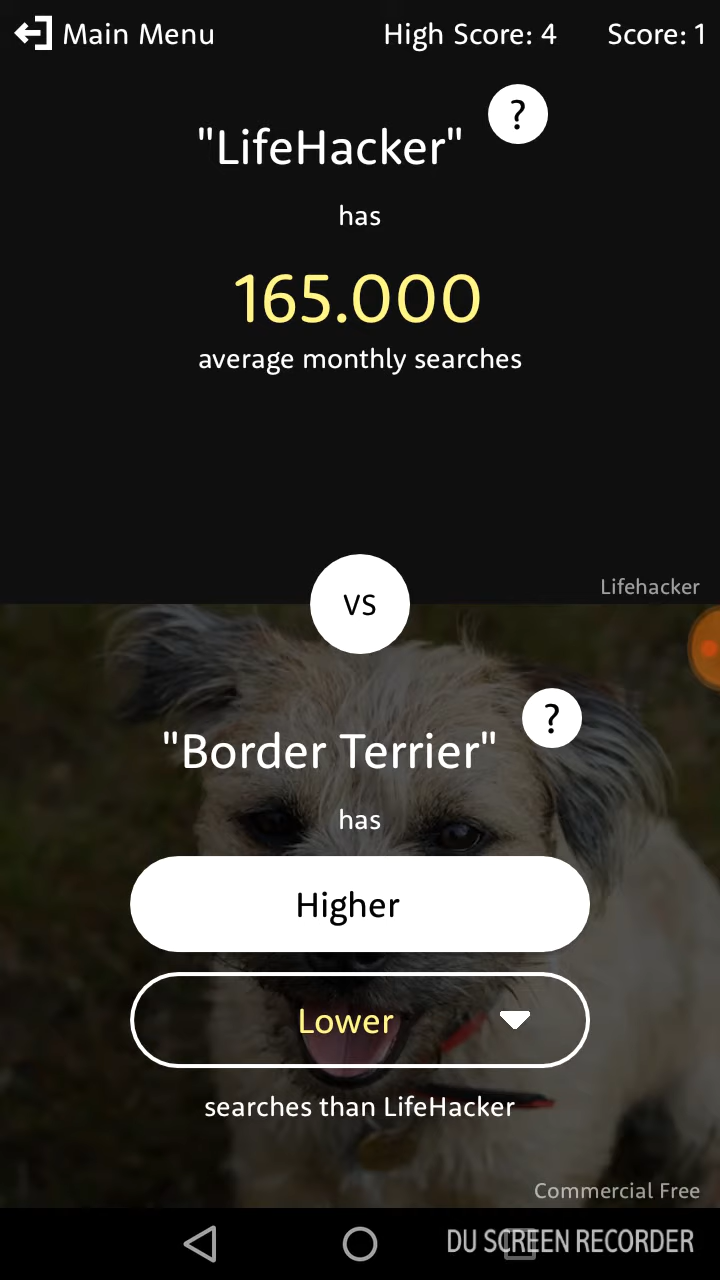 Main Menu
High Score: 4
Score: 1
?
"LifeHacker"
has
165.000
average monthly searches
Lifehacker
VS
?
"Border Terrier"
has
Higher
Lower
searches than LifeHacker
Commercial Free
DU SCREEN RECORDER